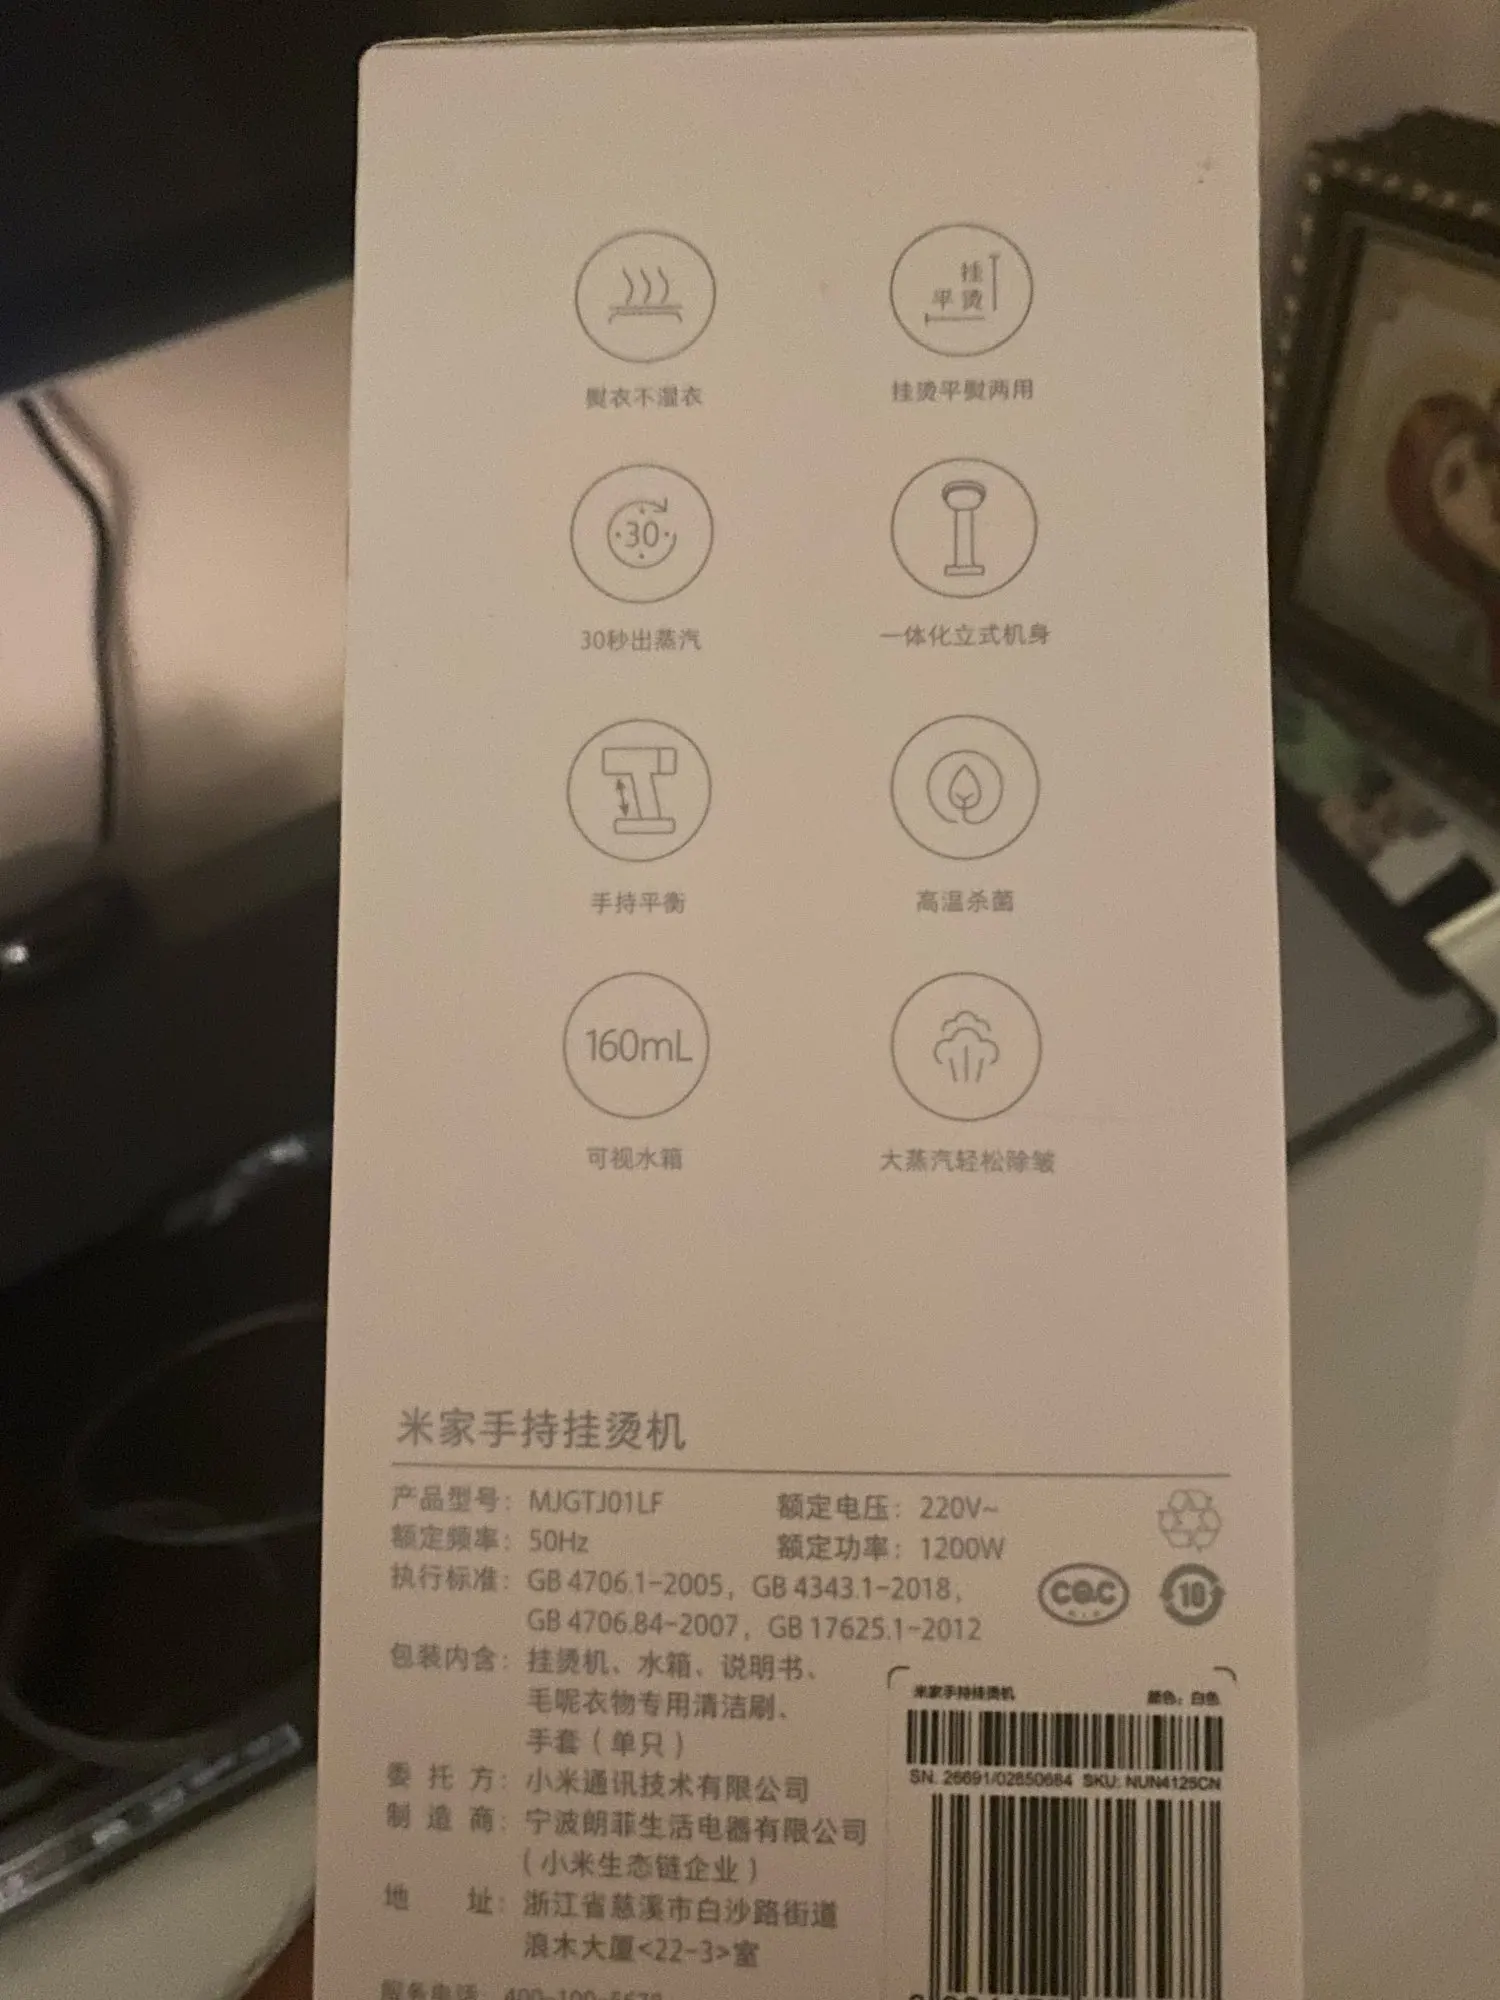 挂
平烫
熨衣不湿衣
挂烫平熨两用
30
30秒出蒸汽
一体化立式机身
手持平衡
高温杀菌
160mL
可视水箱
大蒸汽轻松除皱
米家手持挂烫机
产品型号：MJGTJ01LF
额定电压：220V~
额定频率：50Hz
额定功率：1200W
执行标准：GB 4706.1-2005，GB 4343.1-2018，
GB 4706.84-2007，GB 17625.1-2012
CQC
10
包装内含：挂烫机、水箱、说明书、
毛呢衣物专用清洁刷、
手套（单只）
委托方：小米通讯技术有限公司
制造商：宁波朗菲生活电器有限公司
（小米生态链企业）
地址：浙江省慈溪市白沙路街道
浪木大厦<22-3>室
服务电话：400-100-5678
米家手持挂烫机 颜色：白色
SN: 26691/02850684 SKU: NUN4125CN